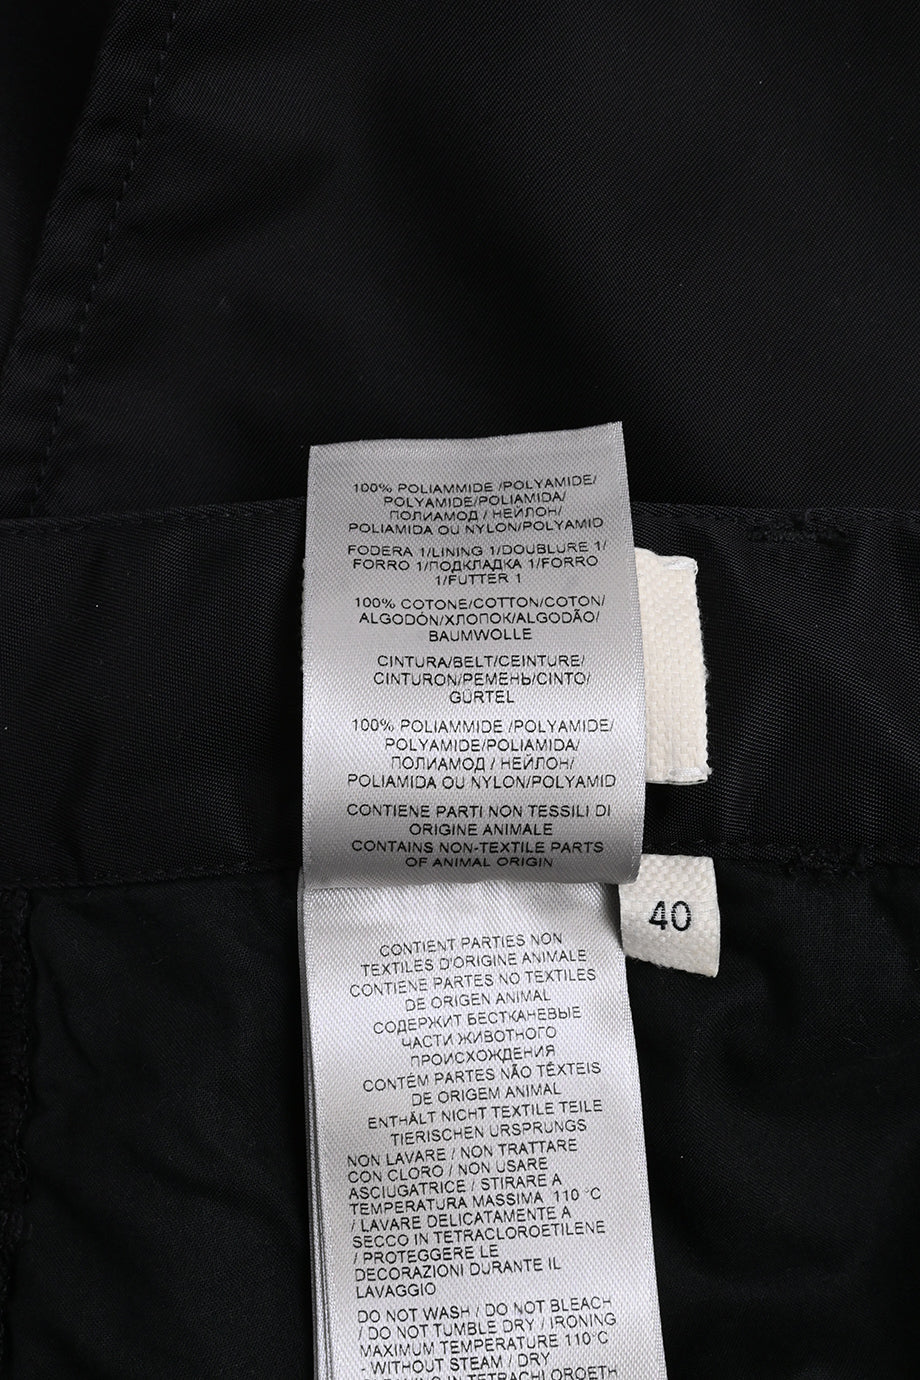 100% POLIAMMIDE /POLYAMIDE/
POLYAMIDE/POLIAMIDA/
ПОЛИАМОД / НЕЙЛОН/
POLIAMIDA OU NYLON/POLYAMID
FODERA 1/LINING 1/DOUBLURE 1/
FORRO 1/ПОДКЛАДКА 1/FORRO
1/FUTTER 1
100% COTONE/COTTON/COTON/
ALGODÓN/ХЛОПОК/ALGODÃO/
BAUMWOLLE
CINTURA/BELT/CEINTURE/
CINTURON/РЕМЕНЬ/CINTO/
GÜRTEL
100% POLIAMMIDE /POLYAMIDE/
POLYAMIDE/POLIAMIDA/
ПОЛИАМОД / НЕЙЛОН/
POLIAMIDA OU NYLON/POLYAMID
CONTIENE PARTI NON TESSILI DI
ORIGINE ANIMALE
CONTAINS NON-TEXTILE PARTS
OF ANIMAL ORIGIN
40
CONTIENT PARTIES NON
TEXTILES D'ORIGINE ANIMALE
CONTIENE PARTES NO TEXTILES
DE ORIGEN ANIMAL
СОДЕРЖИТ БЕСТКАНЕВЫЕ
ЧАСТИ ЖИВОТНОГО
ПРОИСХОЖДЕНИЯ
CONTÉM PARTES NÃO TÊXTEIS
DE ORIGEM ANIMAL
ENTHÄLT NICHT TEXTILE TEILE
TIERISCHEN URSPRUNGS
NON LAVARE / NON TRATTARE
CON CLORO / NON USARE
ASCIUGATRICE / STIRARE A
TEMPERATURA MASSIMA 110 °C
/ LAVARE DELICATAMENTE A
SECCO IN TETRACLOROETILENE
/ PROTEGGERE LE
DECORAZIONI DURANTE IL
LAVAGGIO
DO NOT WASH / DO NOT BLEACH
/ DO NOT TUMBLE DRY / IRONING
MAXIMUM TEMPERATURE 110°C
- WITHOUT STEAM / DRY
IN TETRACHLOROETH